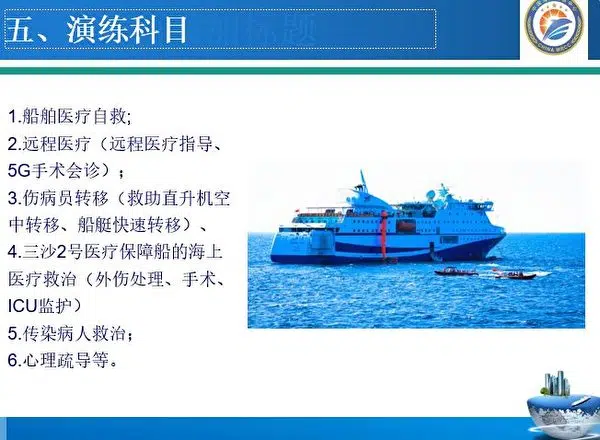 五、演练科目
CHINA MRCC
1.船舶医疗自救;
2.远程医疗（远程医疗指导、
5G手术会诊）;
3.伤病员转移（救助直升机空
中转移、船艇快速转移）、
4.三沙2号医疗保障船的海上
医疗救治（外伤处理、手术、
ICU监护）
5.传染病人救治;
6.心理疏导等。